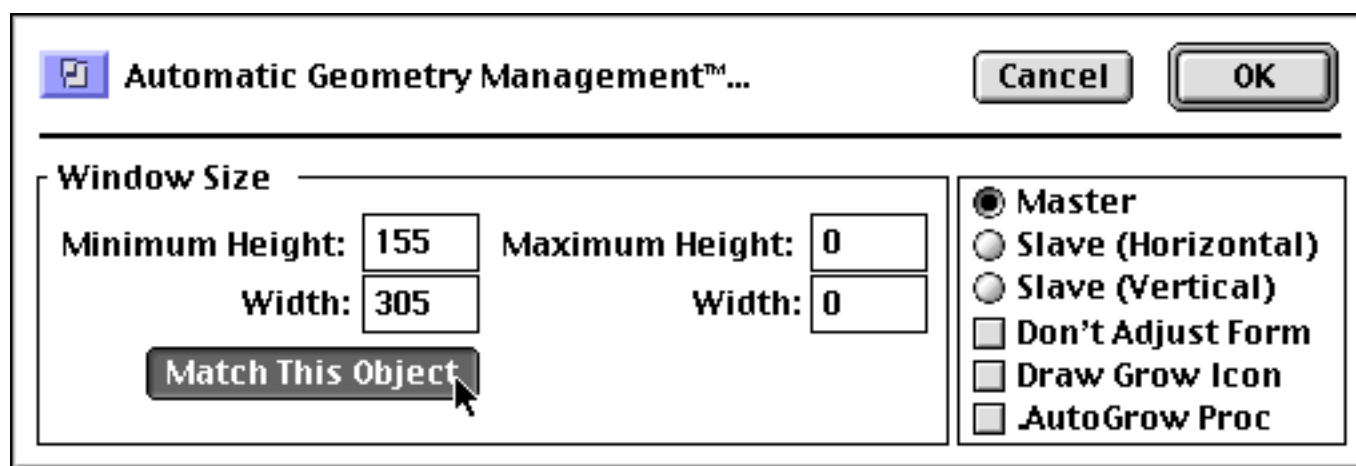 Automatic Geometry Management™...
Cancel
OK
Window Size
Minimum Height: 155
Maximum Height: 0
Width: 305
Width: 0
Match This Object
Master
Slave (Horizontal)
Slave (Vertical)
Don't Adjust Form
Draw Grow Icon
.AutoGrow Proc